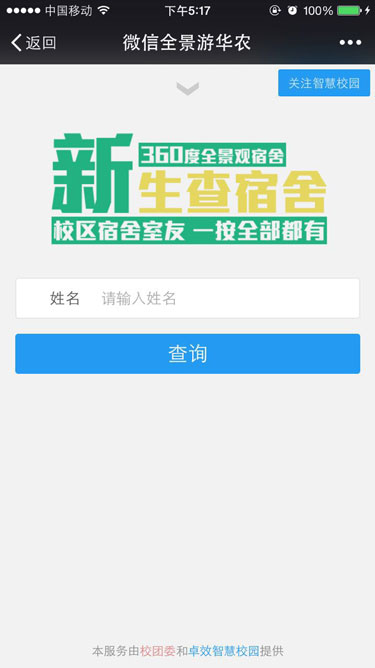 中国移动
下午5:17
100%
返回
微信全景游华农
关注智慧校园
新
360度全景观宿舍
生查宿舍
校区宿舍室友 一按全部都有
姓名
请输入姓名
查询
本服务由校团委和卓效智慧校园提供